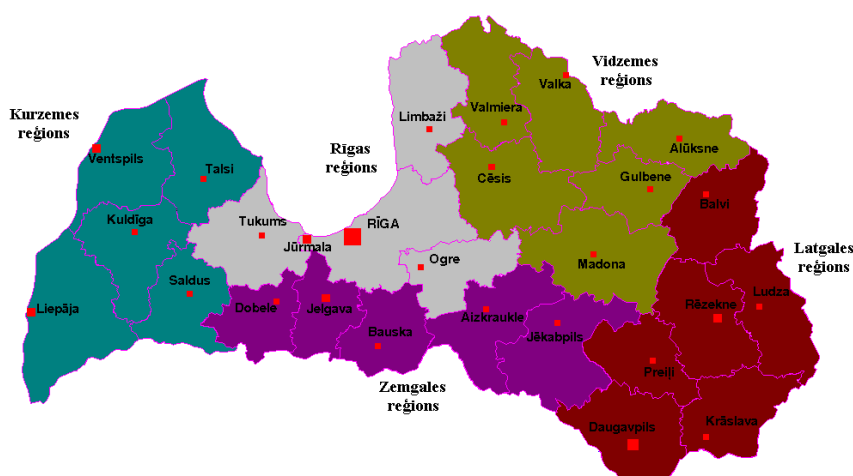 Vidzemes
reģions
Valka
Kurzemes
reģions
Limbaži
Valmiera
Alūksne
Rīgas
reģions
Ventspils
Talsi
Cēsis
Gulbene
Balvi
Kuldīga
Tukums
RĪGA
Jūrmala
Ogre
Madona
Latgales
reģions
Saldus
Liepāja
Dobele
Jelgava
Aizkraukle
Rēzekne
Ludza
Bauska
Jēkabpils
Preiļi
Zemgales
reģions
Daugavpils
Krāslava